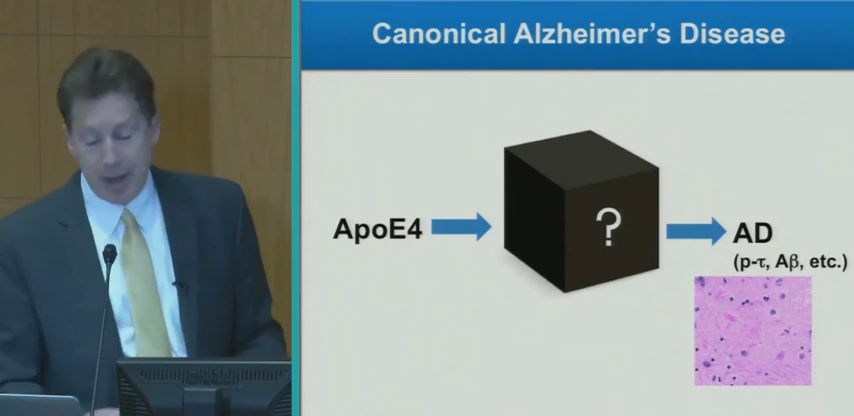 Canonical Alzheimer's Disease
ApoE4
?
AD
(p-τ, Aβ, etc.)